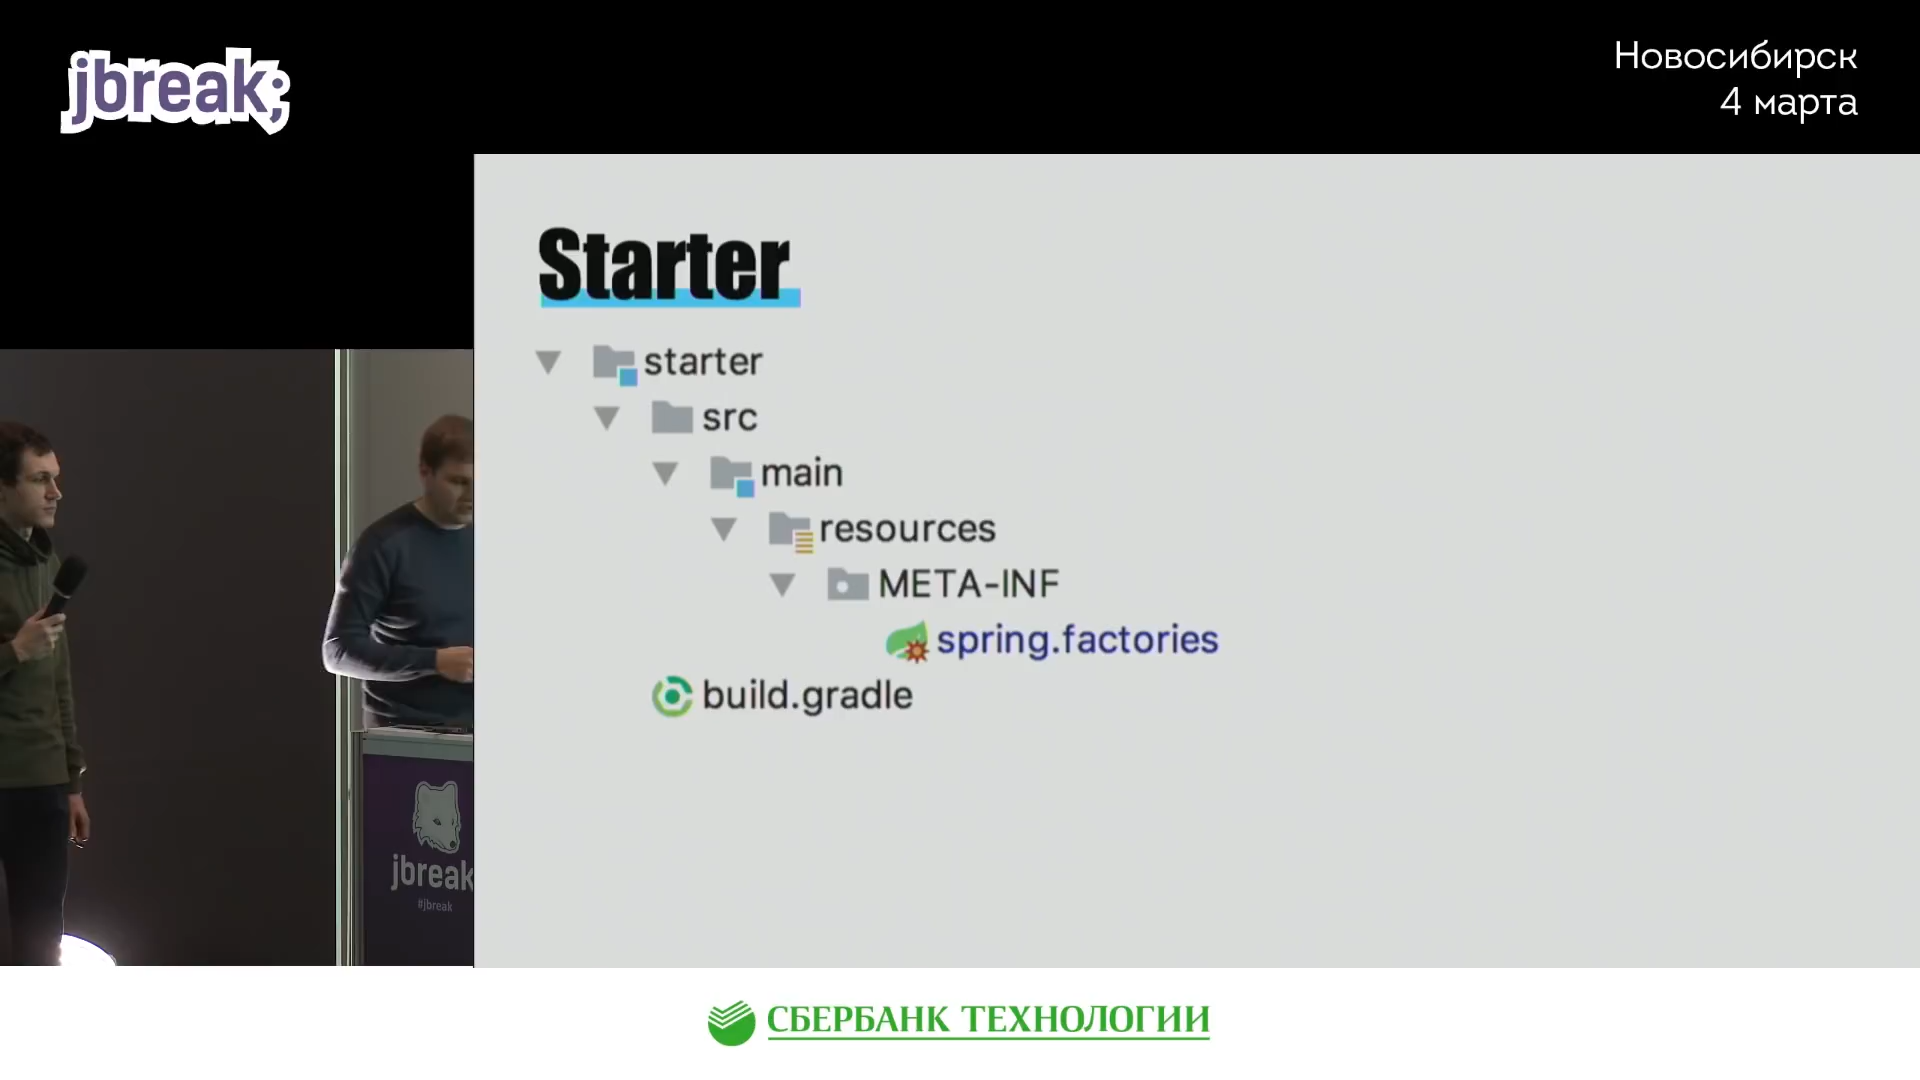 jbreak;
Новосибирск
4 марта
Starter
starter
src
main
resources
META-INF
spring.factories
build.gradle
jbreak
#jbreak
СБЕРБАНК ТЕХНОЛОГИИ